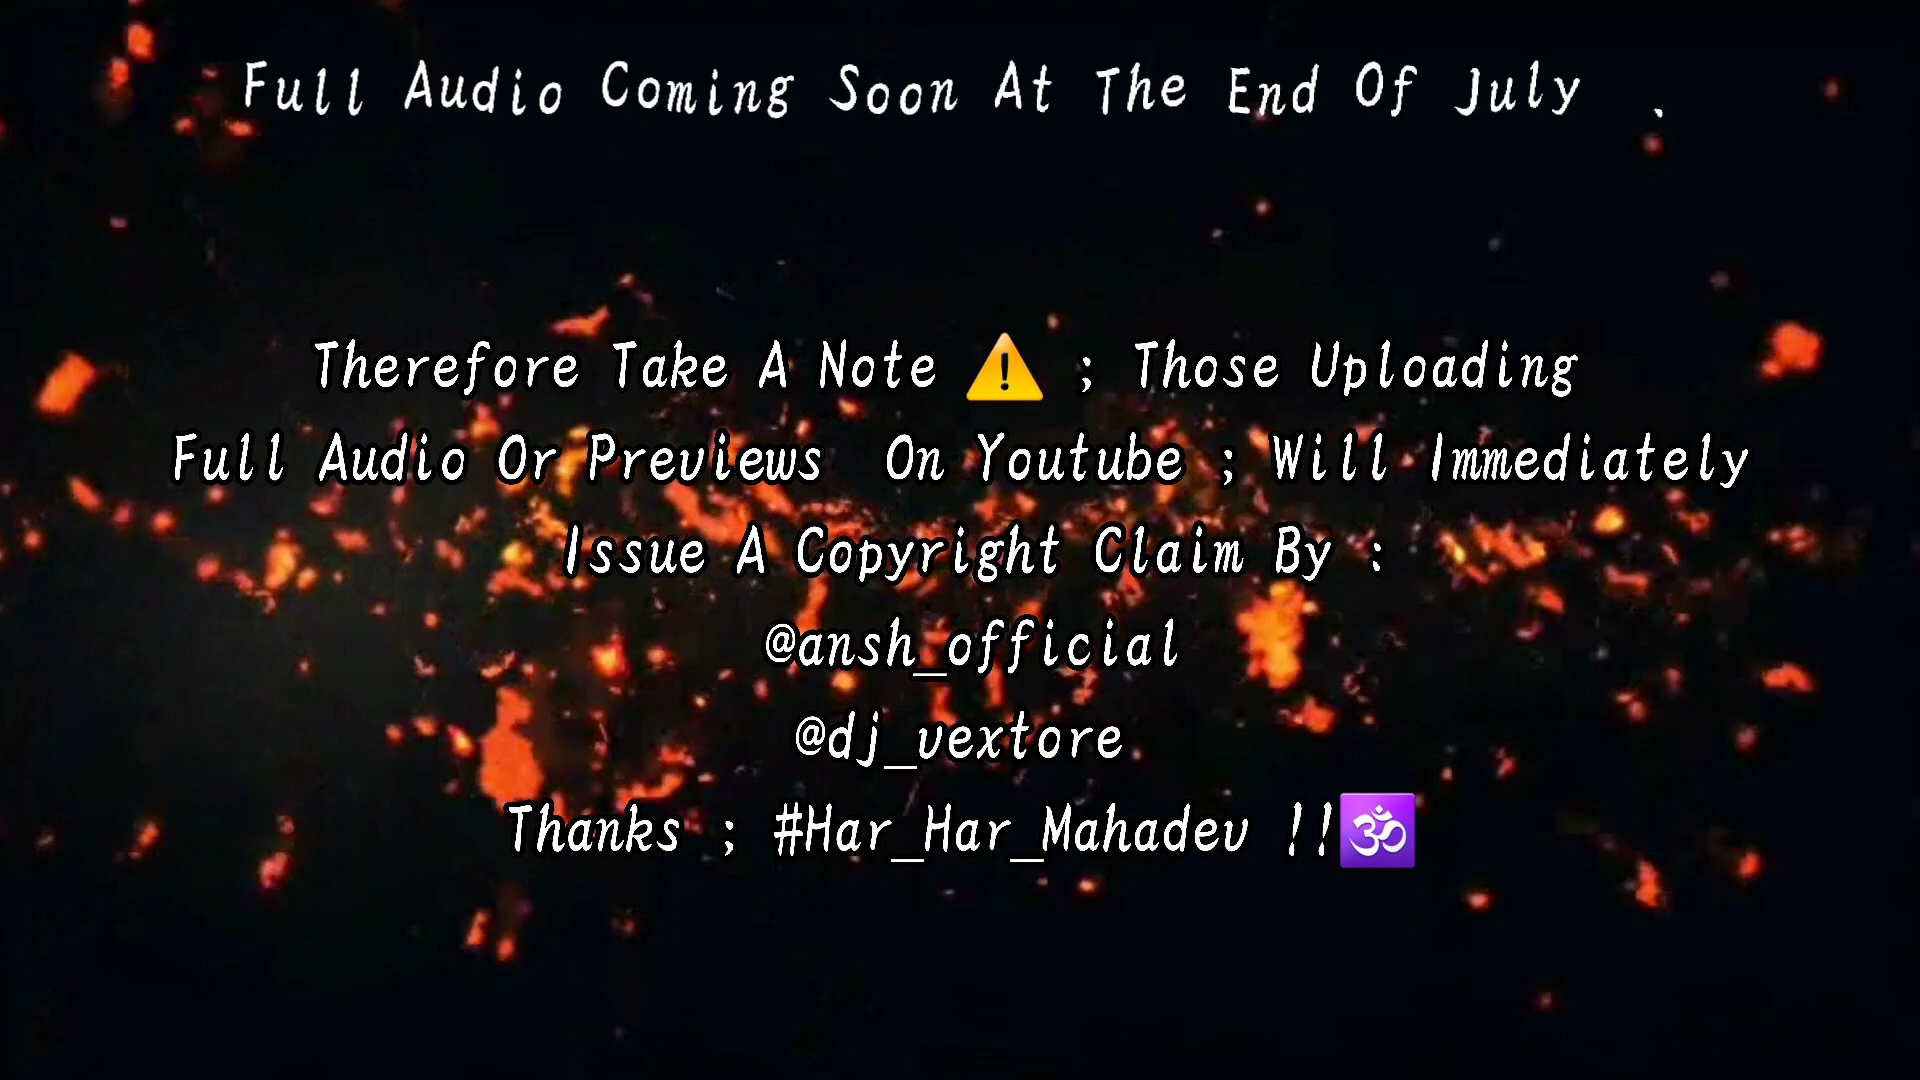 Full Audio Coming Soon At The End Of July .
Therefore Take A Note ⚠️ ; Those Uploading
Full Audio Or Previews On Youtube ; Will Immediately
Issue A Copyright Claim By :
@ansh_official
@dj_vextore
Thanks ; #Har_Har_Mahadev !!🕉️